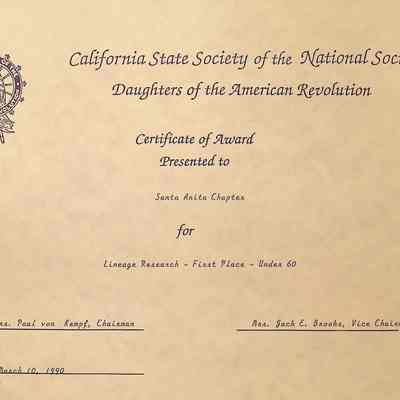 California State Society of the National Soci
Daughters of the American Revolution
Certificate of Award
Presented to
Santa Anita Chapter
for
Lineage Research - First Place - Under 60
rs. Paul von Kempf, Chairman
Mrs. Jack E. Brooks, Vice Chair
March 10, 1990